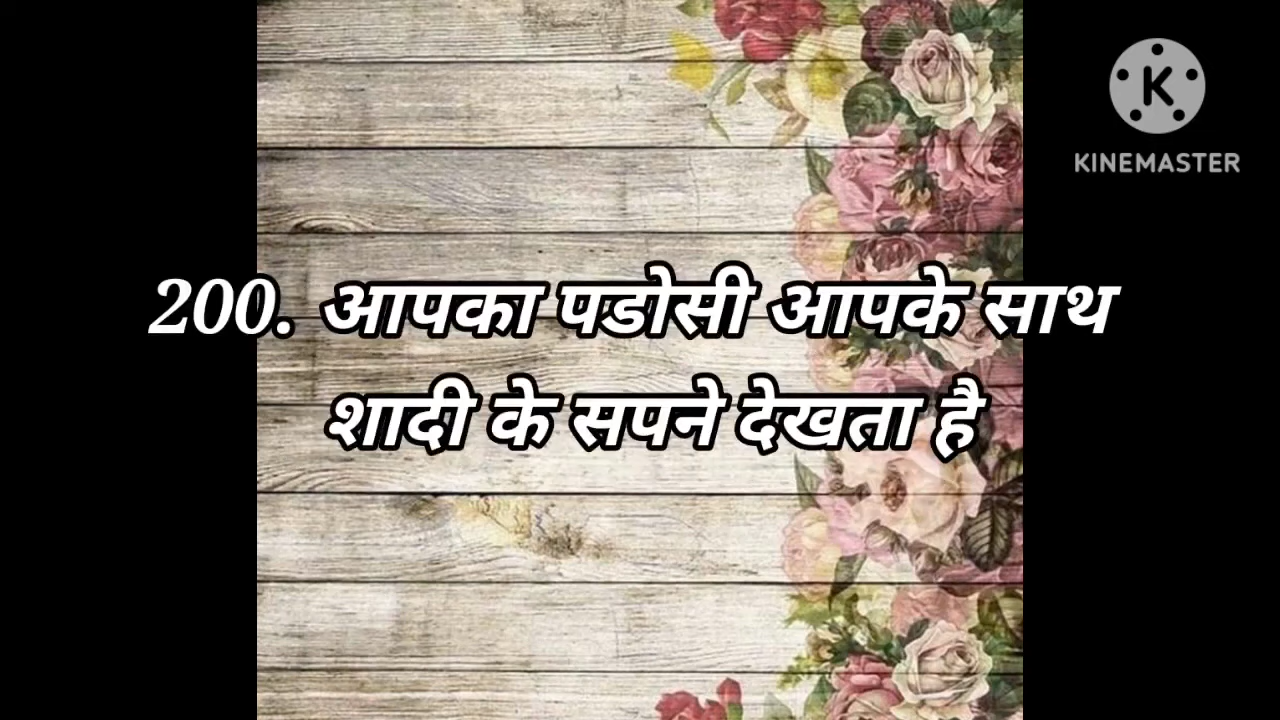 KINEMASTER
200. आपका पडोसी आपके साथ
शादी के सपने देखता है